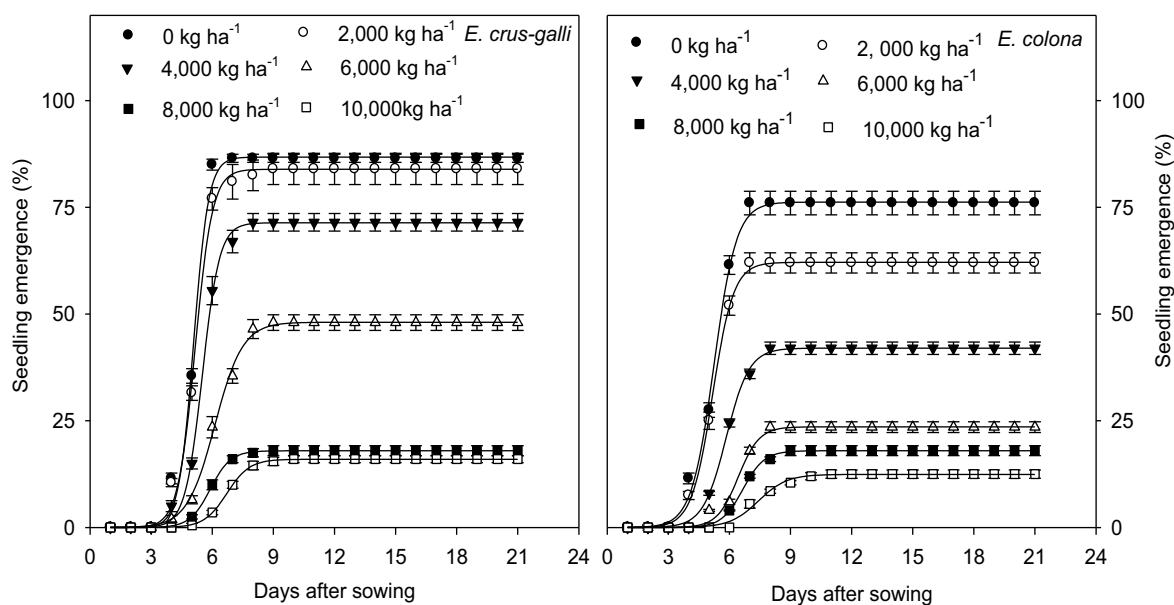 0 kg ha⁻¹ 2,000 kg ha⁻¹ E. crus-galli
4,000 kg ha⁻¹ 6,000 kg ha⁻¹
8,000 kg ha⁻¹ 10,000kg ha⁻¹
100
75
50
25
0
Seedling emergence (%)
0 3 6 9 12 15 18 21 24
Days after sowing
0 kg ha⁻¹ 2, 000 kg ha⁻¹ E. colona
4,000 kg ha⁻¹ 6,000 kg ha⁻¹
8,000 kg ha⁻¹ 10,000 kg ha⁻¹
100
75
50
25
0
Seedling emergence (%)
0 3 6 9 12 15 18 21 24
Days after sowing